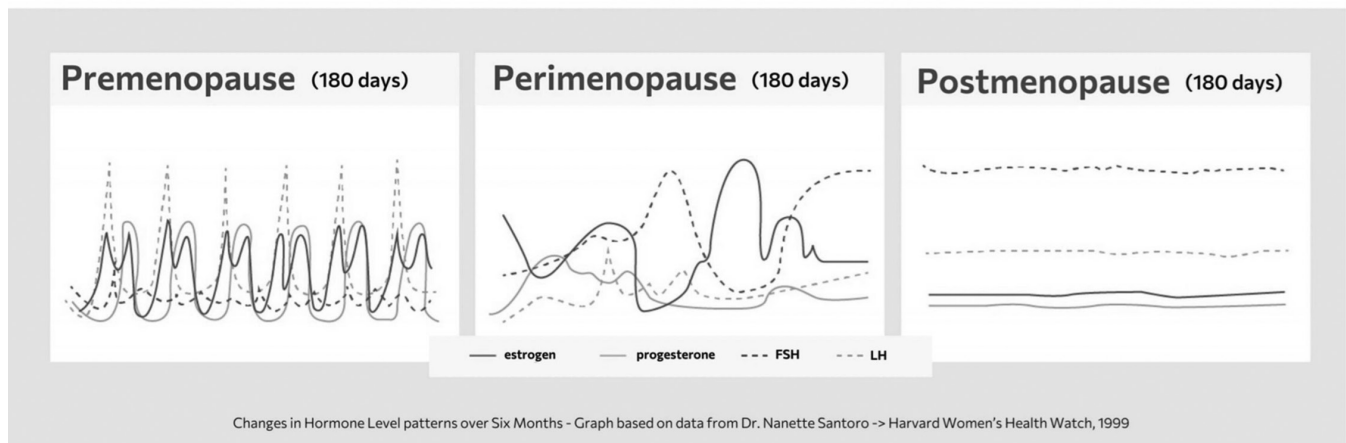 Premenopause (180 days)
Perimenopause (180 days)
Postmenopause (180 days)
estrogen
progesterone
FSH
LH
Changes in Hormone Level patterns over Six Months - Graph based on data from Dr. Nanette Santoro -> Harvard Women's Health Watch, 1999